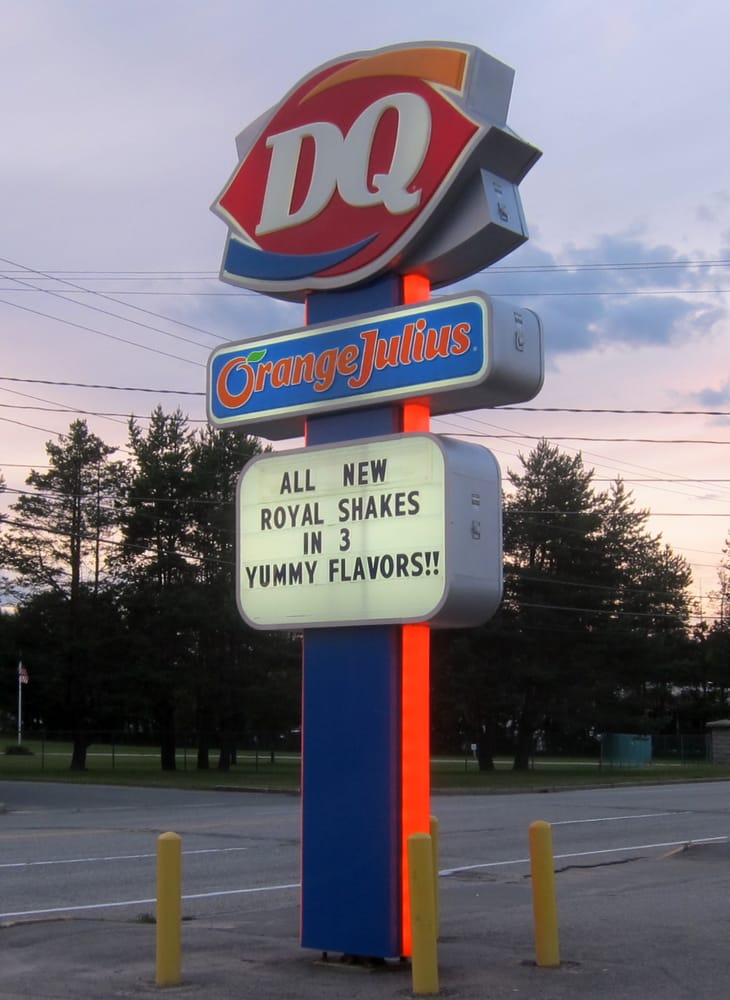 DQ
OrangeJulius
ALL NEW
ROYAL SHAKES
IN 3
YUMMY FLAVORS!!